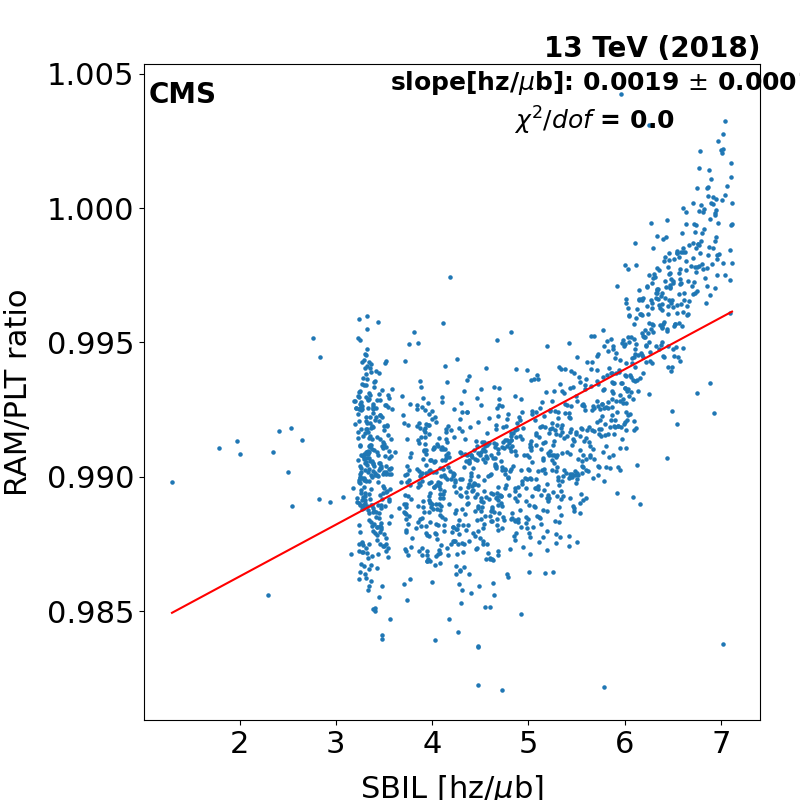 13 TeV (2018)
CMS
slope[hz/μb]: 0.0019 ± 0.000
χ²/dof = 0.0
RAM/PLT ratio
1.005
1.000
0.995
0.990
0.985
2 3 4 5 6 7
SBIL [hz/μb]